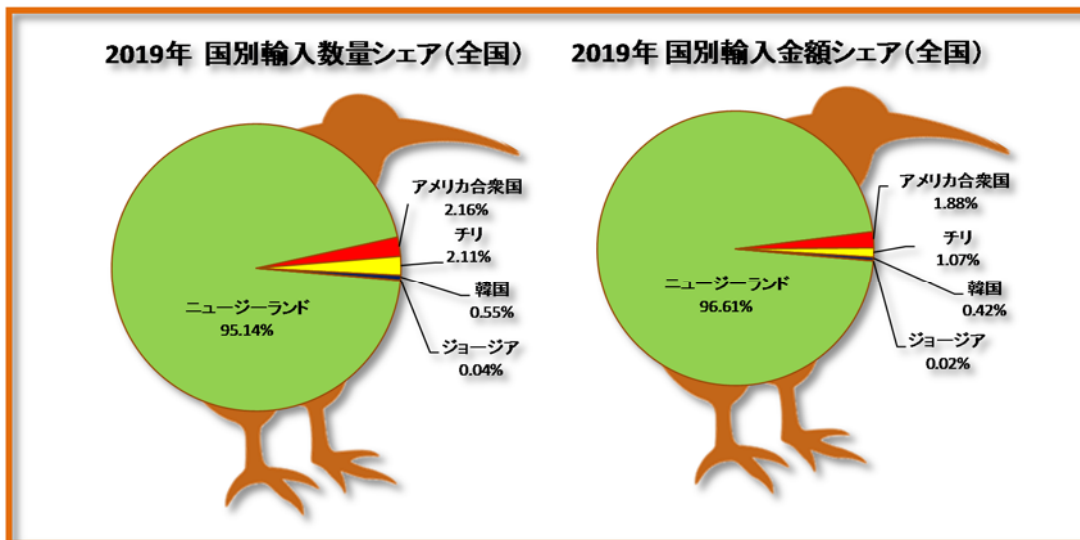 2019年 国別輸入数量シェア(全国)
アメリカ合衆国
2.16%
チリ
2.11%
韓国
0.55%
ジョージア
0.04%
ニュージーランド
95.14%
2019年 国別輸入金額シェア(全国)
アメリカ合衆国
1.88%
チリ
1.07%
韓国
0.42%
ジョージア
0.02%
ニュージーランド
96.61%